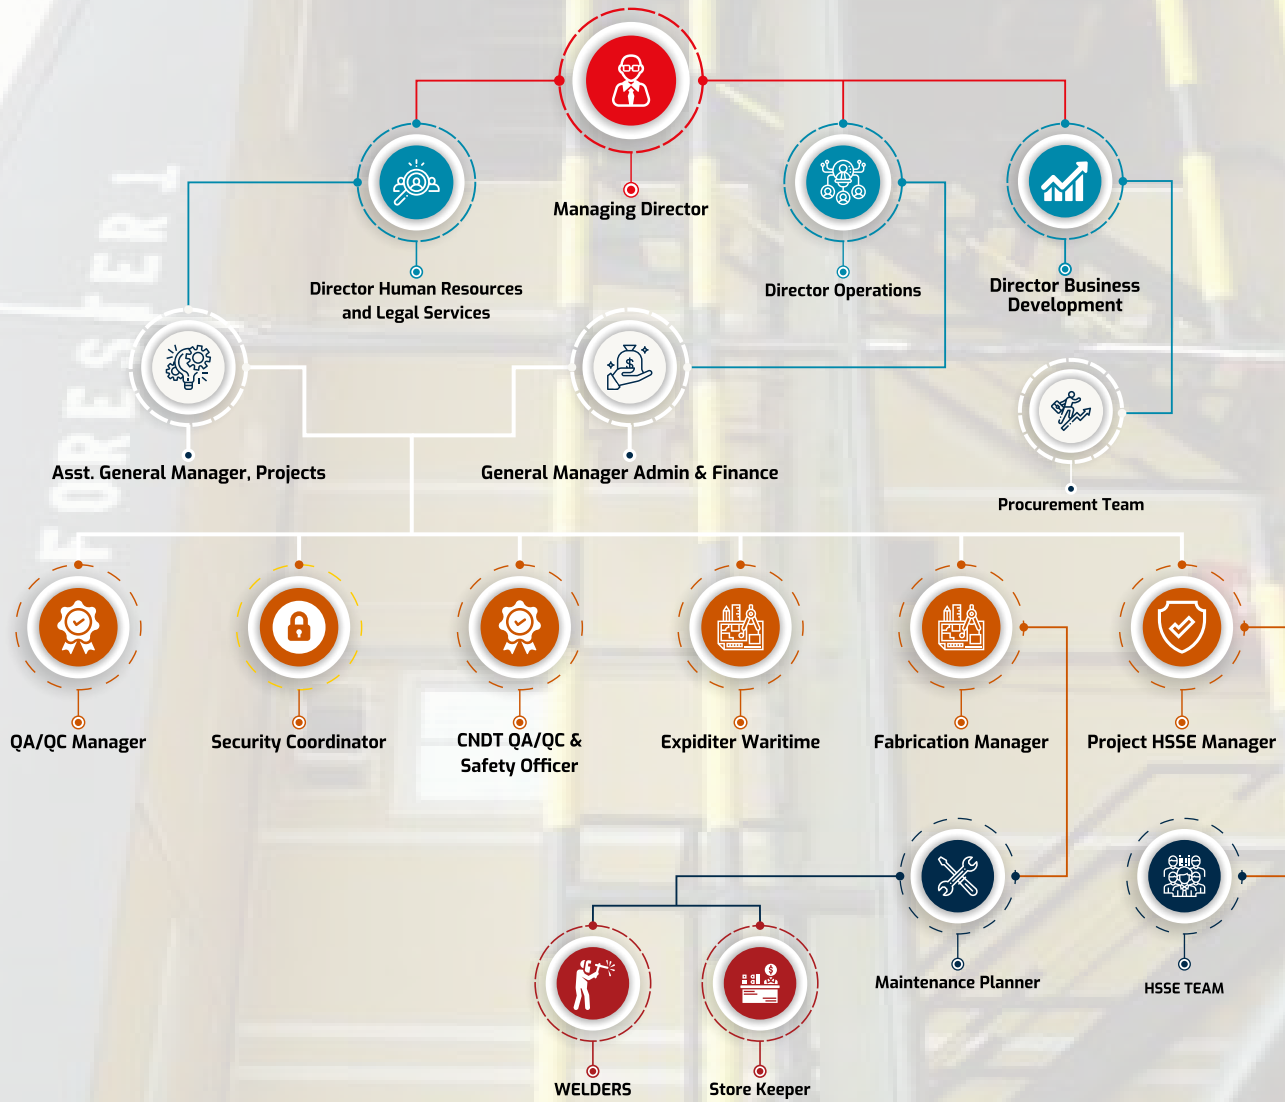 Managing Director
Director Human Resources
and Legal Services
Director Operations
Director Business
Development
FORESTER 1
Asst. General Manager, Projects
General Manager Admin & Finance
Procurement Team
QA/QC Manager
Security Coordinator
CNDT QA/QC &
Safety Officer
Expiditer Waritime
Fabrication Manager
Project HSSE Manager
Maintenance Planner
HSSE TEAM
WELDERS
Store Keeper